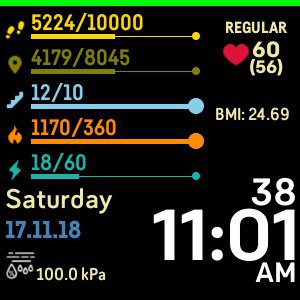 5224/10000
REGULAR
4179/8045
60
(56)
12/10
BMI: 24.69
1170/360
18/60
Saturday
38
17.11.18
11:01
100.0 kPa
AM